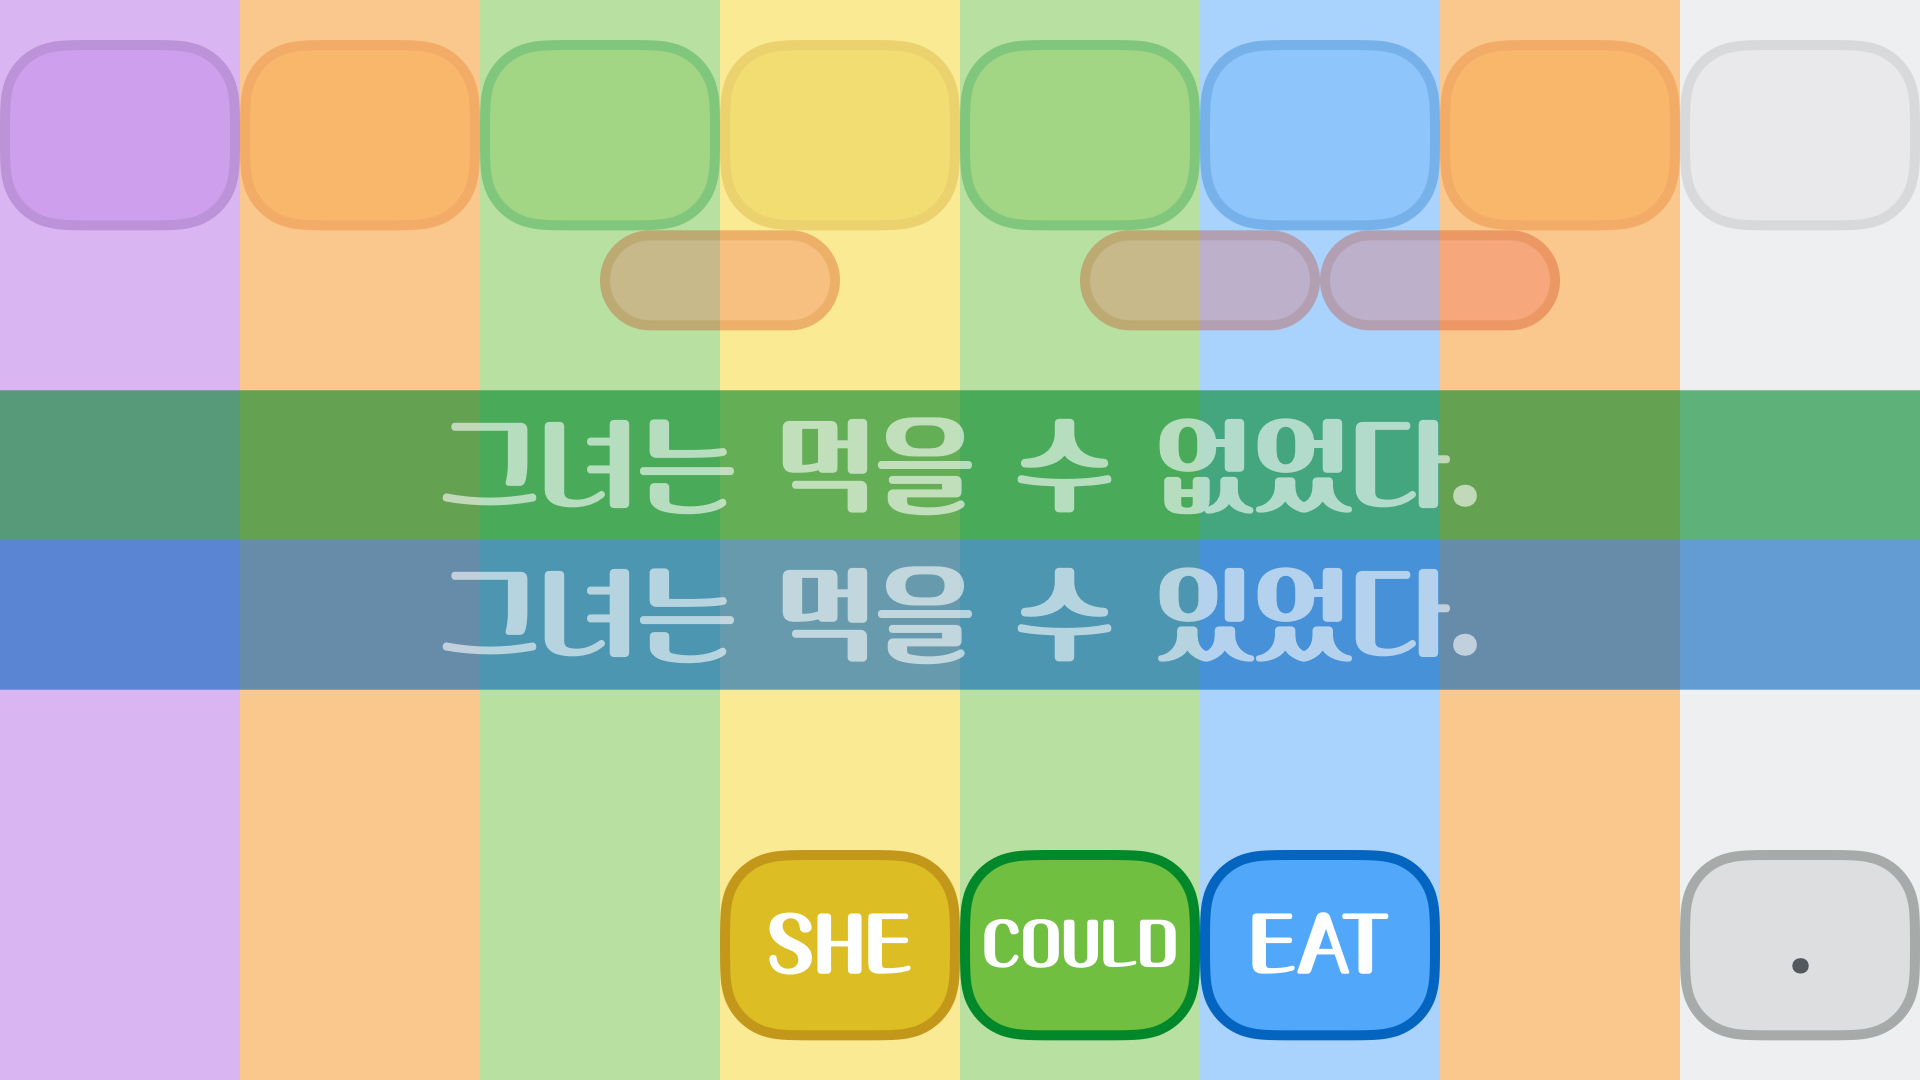 그녀는 먹을 수 없었다.
그녀는 먹을 수 있었다.
SHE COULD EAT .